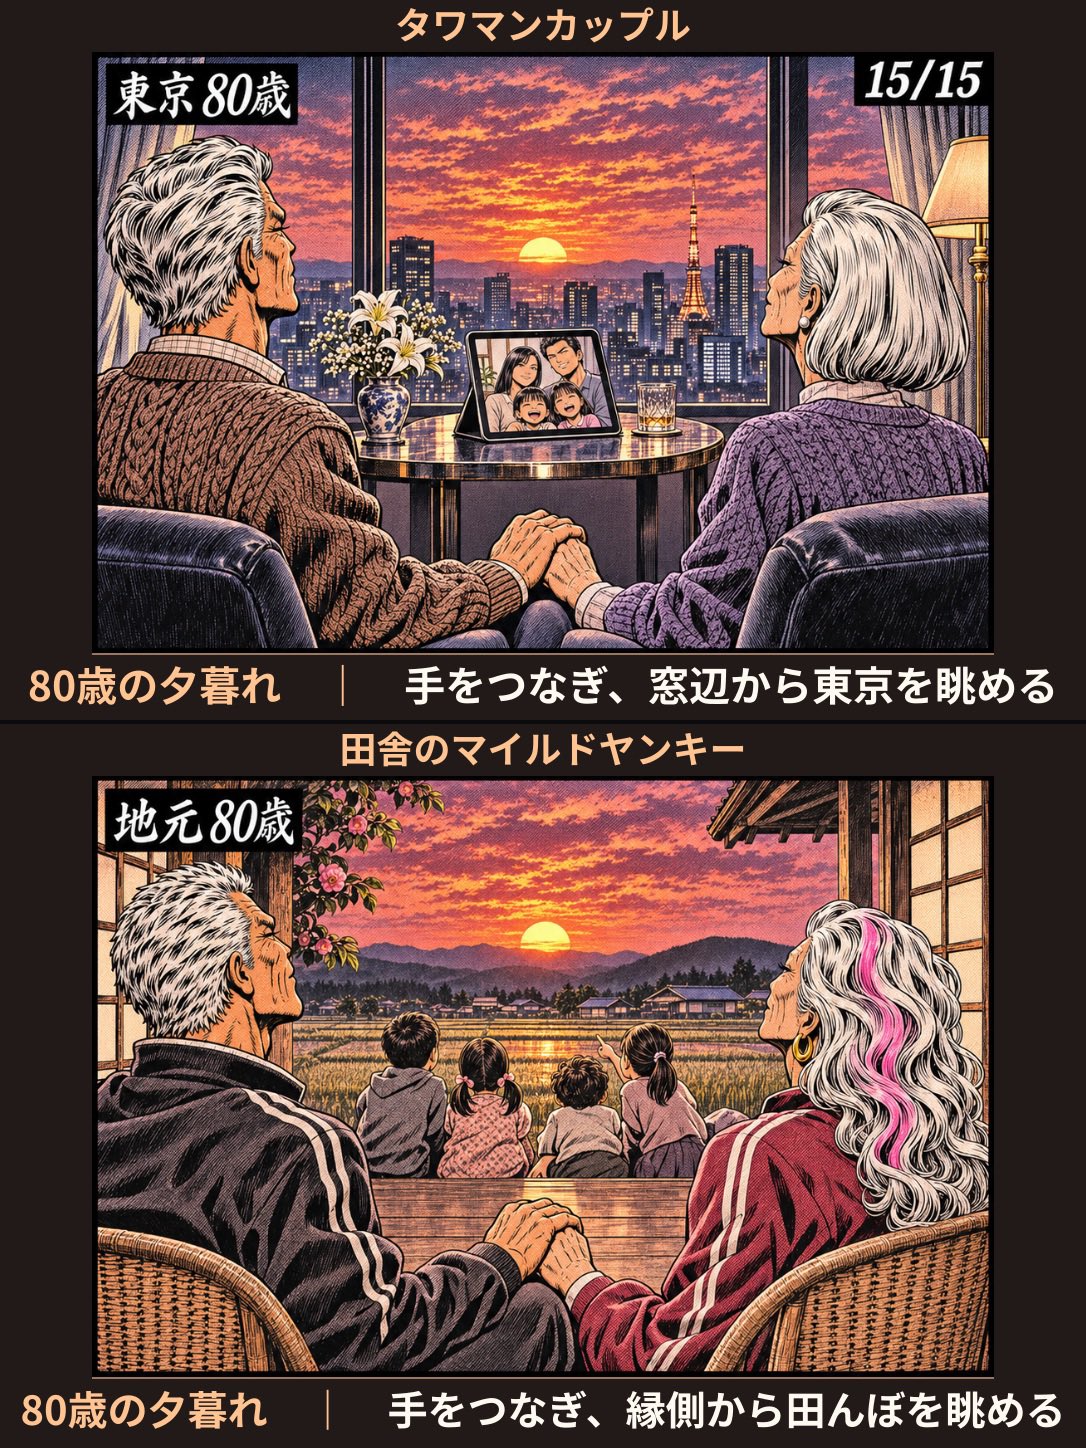 タワマンカップル
東京 80歳
15/15
80歳の夕暮れ | 手をつなぎ、窓辺から東京を眺める
田舎のマイルドヤンキー
地元 80歳
80歳の夕暮れ | 手をつなぎ、縁側から田んぼを眺める